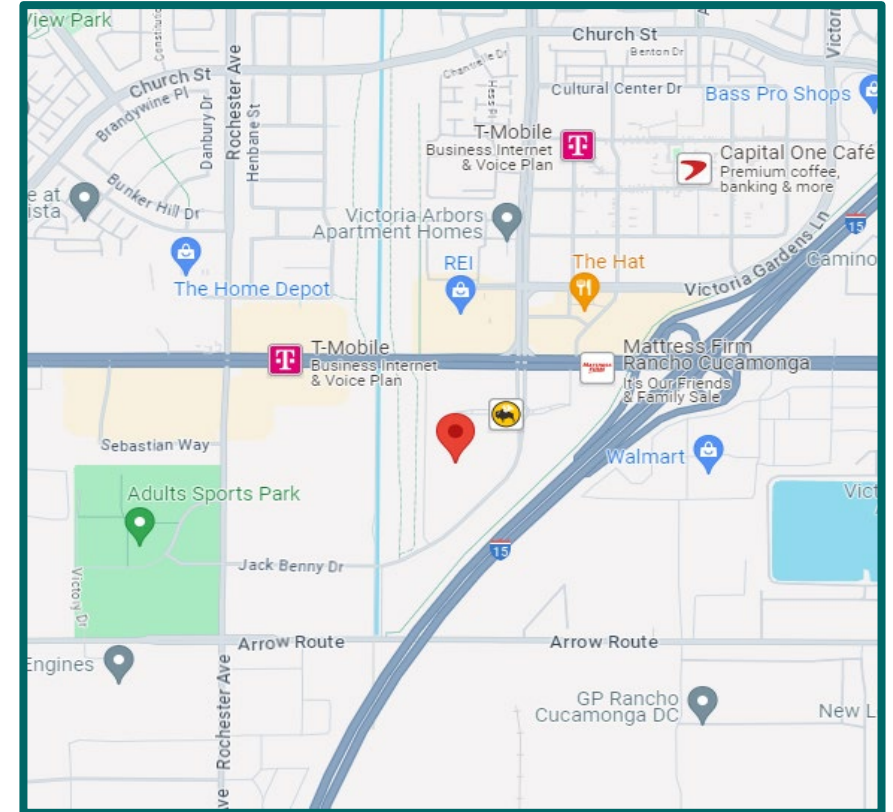 View Park
Church St
Benton Dr
Victori
Constitutio
Church St
Brandywine Pl
Danbury Dr
Rochester Ave
Henbane St
Chantrelle Dr
Hess Pl
Cultural Center Dr
Bass Pro Shops
T-Mobile
Business Internet
& Voice Plan
Capital One Café
Premium coffee,
banking & more
Bunker Hill Dr
e at
ista
Victoria Arbors
Apartment Homes
15
Camino
Victoria Gardens Ln
REI
The Hat
The Home Depot
T-Mobile
Business Internet
& Voice Plan
Mattress Firm
Rancho Cucamonga
It's Our Friends
& Family Sale
Sebastian Way
Walmart
Adults Sports Park
Vict
15
Jack Benny Dr
Victory Dr
Arrow Route
Arrow Route
Engines
Rochester Ave
GP Rancho
Cucamonga DC
New L
ve